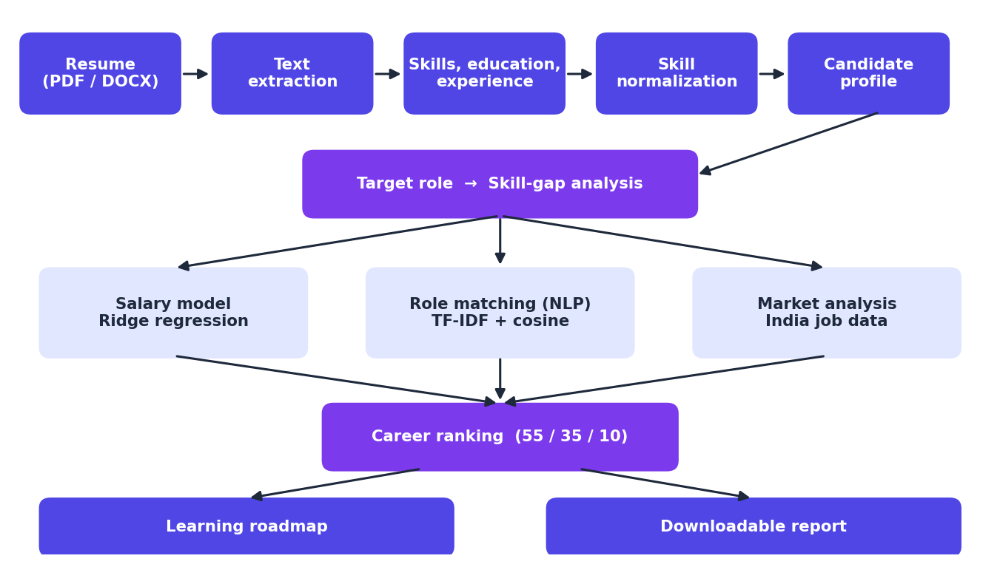 Resume
(PDF / DOCX)
Text
extraction
Skills, education,
experience
Skill
normalization
Candidate
profile
Target role → Skill-gap analysis
Salary model
Ridge regression
Role matching (NLP)
TF-IDF + cosine
Market analysis
India job data
Career ranking (55 / 35 / 10)
Learning roadmap
Downloadable report